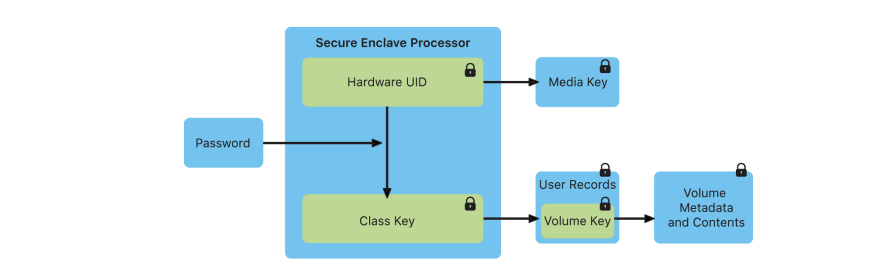 Secure Enclave Processor
Hardware UID
Media Key
Password
Class Key
User Records
Volume Key
Volume
Metadata
and Contents